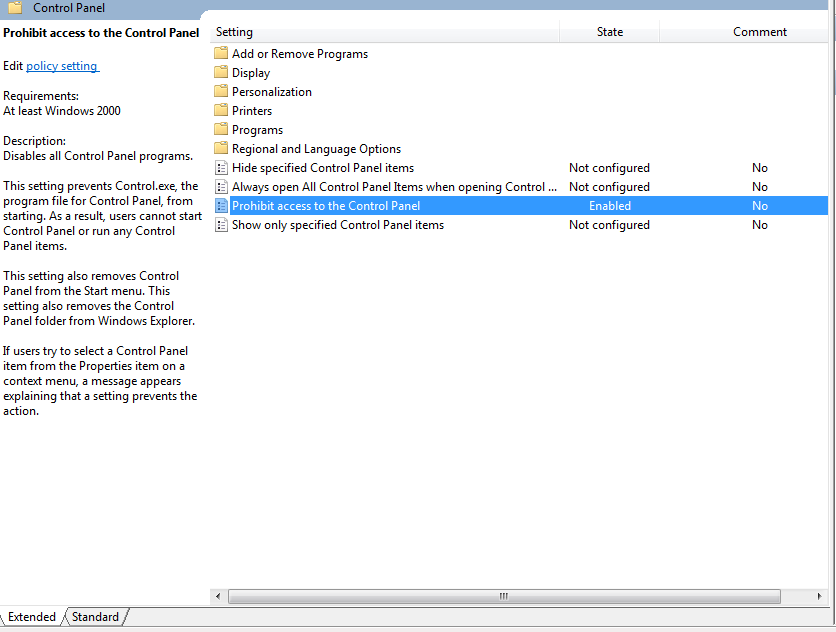 Control Panel
Prohibit access to the Control Panel
Edit policy setting
Requirements:
At least Windows 2000
Description:
Disables all Control Panel programs.
This setting prevents Control.exe, the
program file for Control Panel, from
starting. As a result, users cannot start
Control Panel or run any Control
Panel items.
This setting also removes Control
Panel from the Start menu. This
setting also removes the Control
Panel folder from Windows Explorer.
If users try to select a Control Panel
item from the Properties item on a
context menu, a message appears
explaining that a setting prevents the
action.
Setting State Comment
Add or Remove Programs
Display
Personalization
Printers
Programs
Regional and Language Options
Hide specified Control Panel items Not configured No
Always open All Control Panel Items when opening Control ... Not configured No
Prohibit access to the Control Panel Enabled No
Show only specified Control Panel items Not configured No
Extended Standard